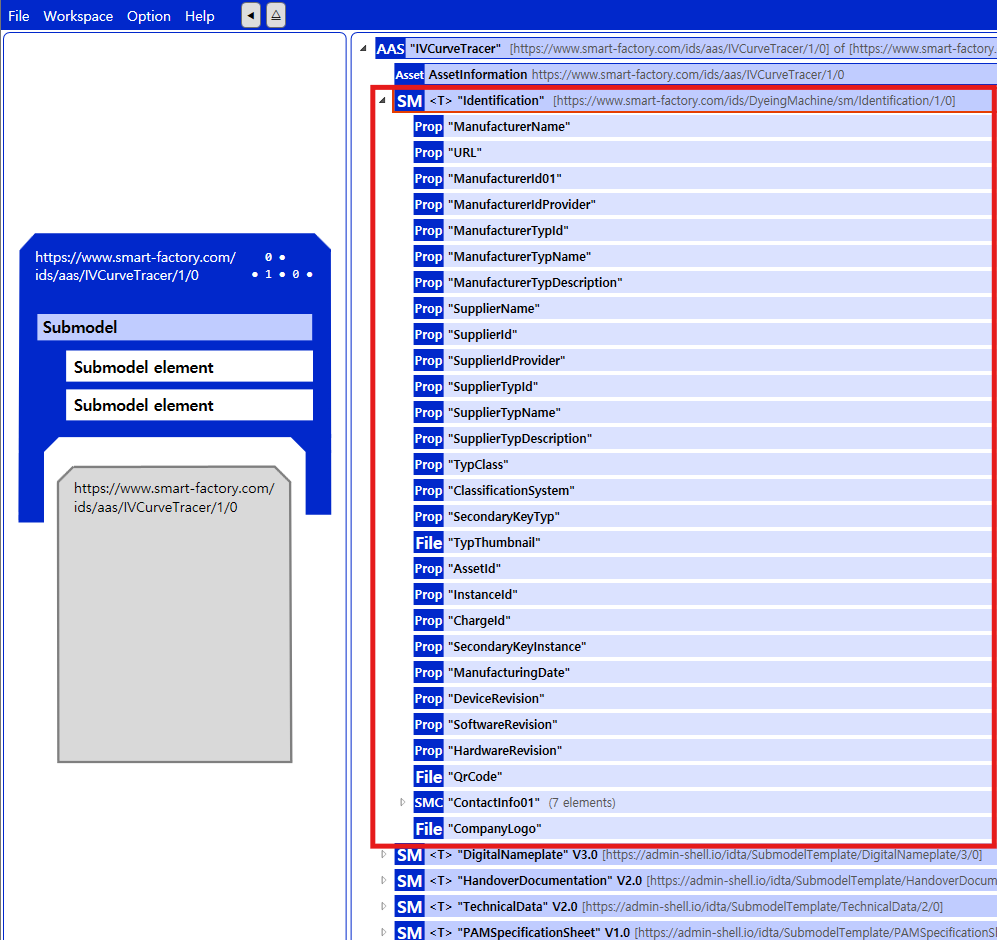 File Workspace Option Help
https://www.smart-factory.com/
ids/aas/IVCurveTracer/1/0
0
1 0
Submodel
Submodel element
Submodel element
https://www.smart-factory.com/
ids/aas/IVCurveTracer/1/0
AAS "IVCurveTracer" [https://www.smart-factory.com/ids/aas/IVCurveTracer/1/0] of [https://www.smart-factory.
Asset AssetInformation https://www.smart-factory.com/ids/aas/IVCurveTracer/1/0
SM <T> "Identification" [https://www.smart-factory.com/ids/DyeingMachine/sm/Identification/1/0]
Prop "ManufacturerName"
Prop "URL"
Prop "ManufacturerId01"
Prop "ManufacturerIdProvider"
Prop "ManufacturerTypId"
Prop "ManufacturerTypName"
Prop "ManufacturerTypDescription"
Prop "SupplierName"
Prop "SupplierId"
Prop "SupplierIdProvider"
Prop "SupplierTypId"
Prop "SupplierTypName"
Prop "SupplierTypDescription"
Prop "TypClass"
Prop "ClassificationSystem"
Prop "SecondaryKeyTyp"
File "TypThumbnail"
Prop "AssetId"
Prop "InstanceId"
Prop "ChargeId"
Prop "SecondaryKeyInstance"
Prop "ManufacturingDate"
Prop "DeviceRevision"
Prop "SoftwareRevision"
Prop "HardwareRevision"
File "QrCode"
SMC "ContactInfo01" (7 elements)
File "CompanyLogo"
SM <T> "DigitalNameplate" V3.0 [https://admin-shell.io/idta/SubmodelTemplate/DigitalNameplate/3/0]
SM <T> "HandoverDocumentation" V2.0 [https://admin-shell.io/idta/SubmodelTemplate/HandoverDocum
SM <T> "TechnicalData" V2.0 [https://admin-shell.io/idta/SubmodelTemplate/TechnicalData/2/0]
SM <T> "PAMSpecificationSheet" V1.0 [https://admin-shell.io/idta/SubmodelTemplate/PAMSpecificationSh